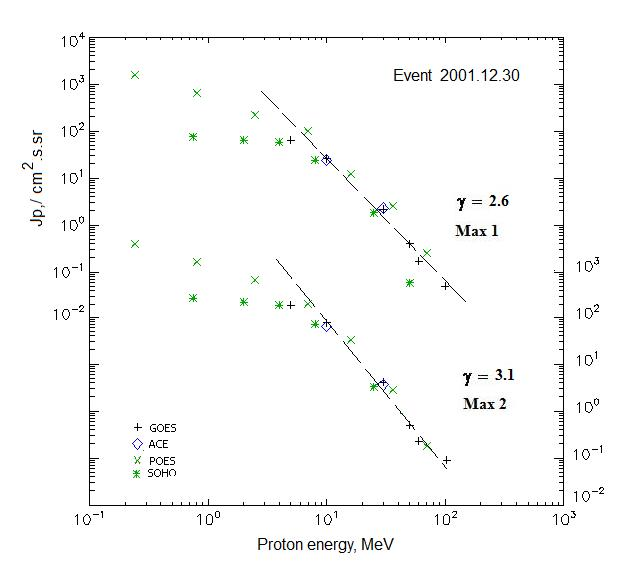 10^4
Event 2001.12.30
10^3
10^2
10^1
Jp,/ cm^2.s.sr
γ = 2.6
Max 1
10^0
10^3
10^-1
10^2
10^-2
10^1
γ = 3.1
Max 2
10^0
GOES
ACE
10^-1
POES
SOHO
10^-2
10^-1 10^0 10^1 10^2 10^3
Proton energy, MeV